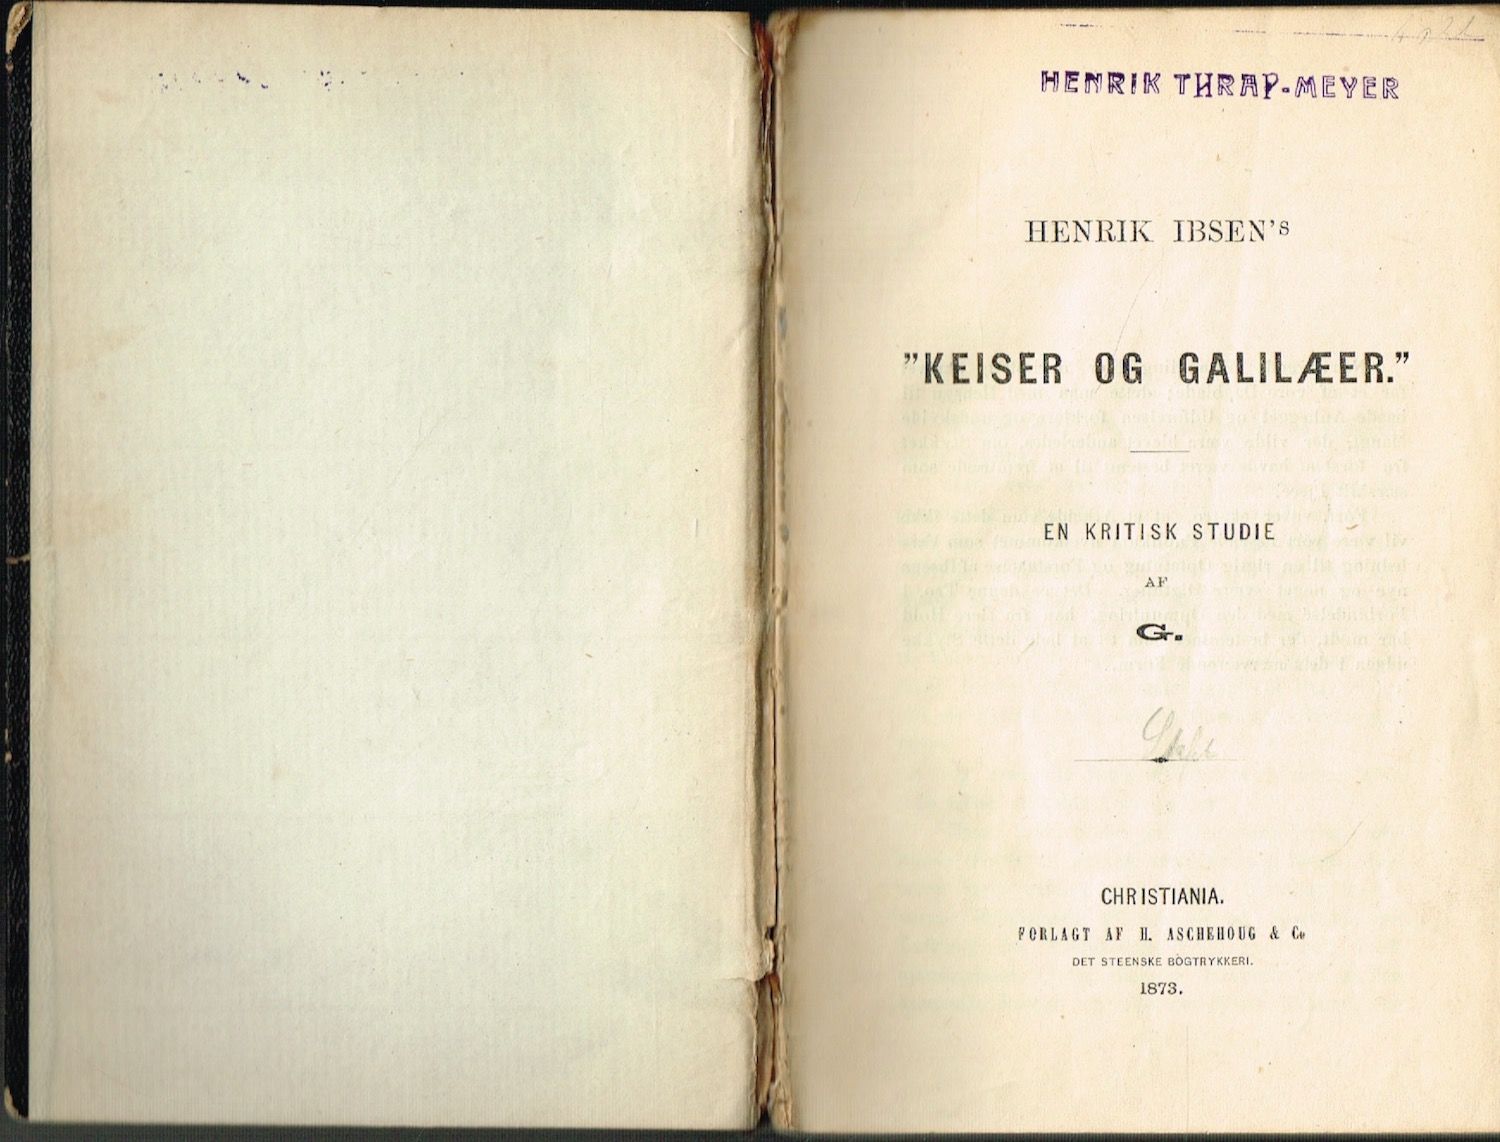 HENRIK THRAP-MEYER
HENRIK IBSEN's
"KEISER OG GALILÆER."
EN KRITISK STUDIE
AF
G.
CHRISTIANIA.
FORLAGT AF H. ASCHEHOUG & Co
DET STEENSKE BOGTRYKKERI.
1873.